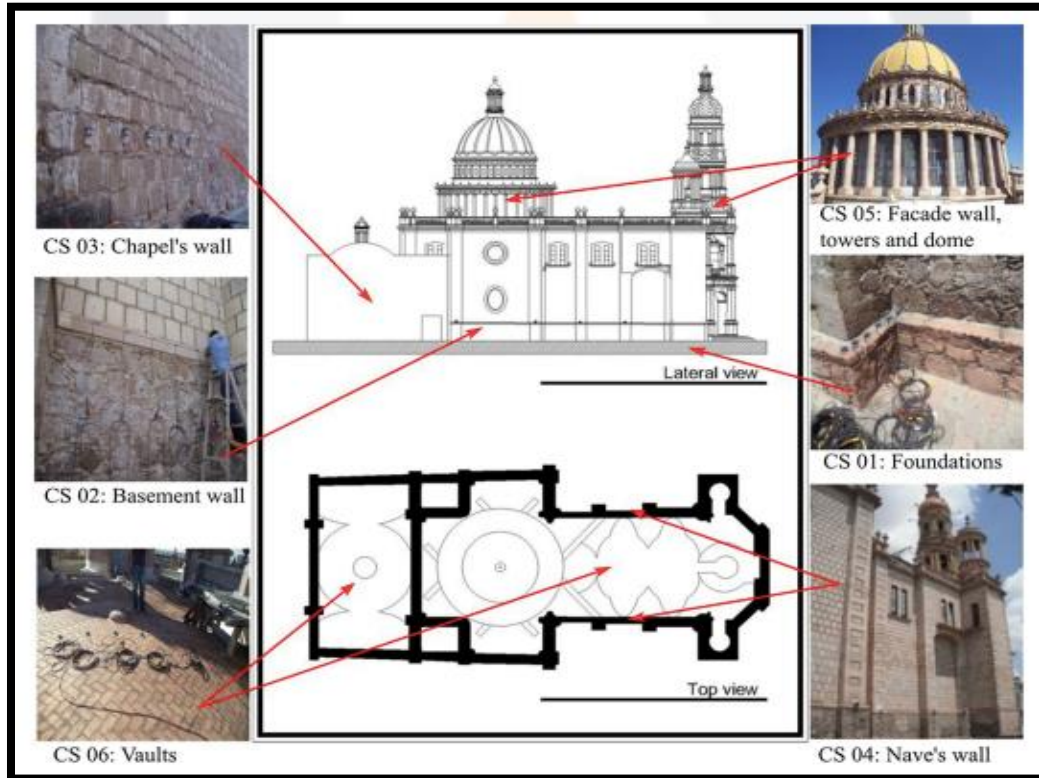 CS 03: Chapel's wall
CS 02: Basement wall
CS 06: Vaults
Lateral view
Top view
CS 05: Facade wall,
towers and dome
CS 01: Foundations
CS 04: Nave's wall